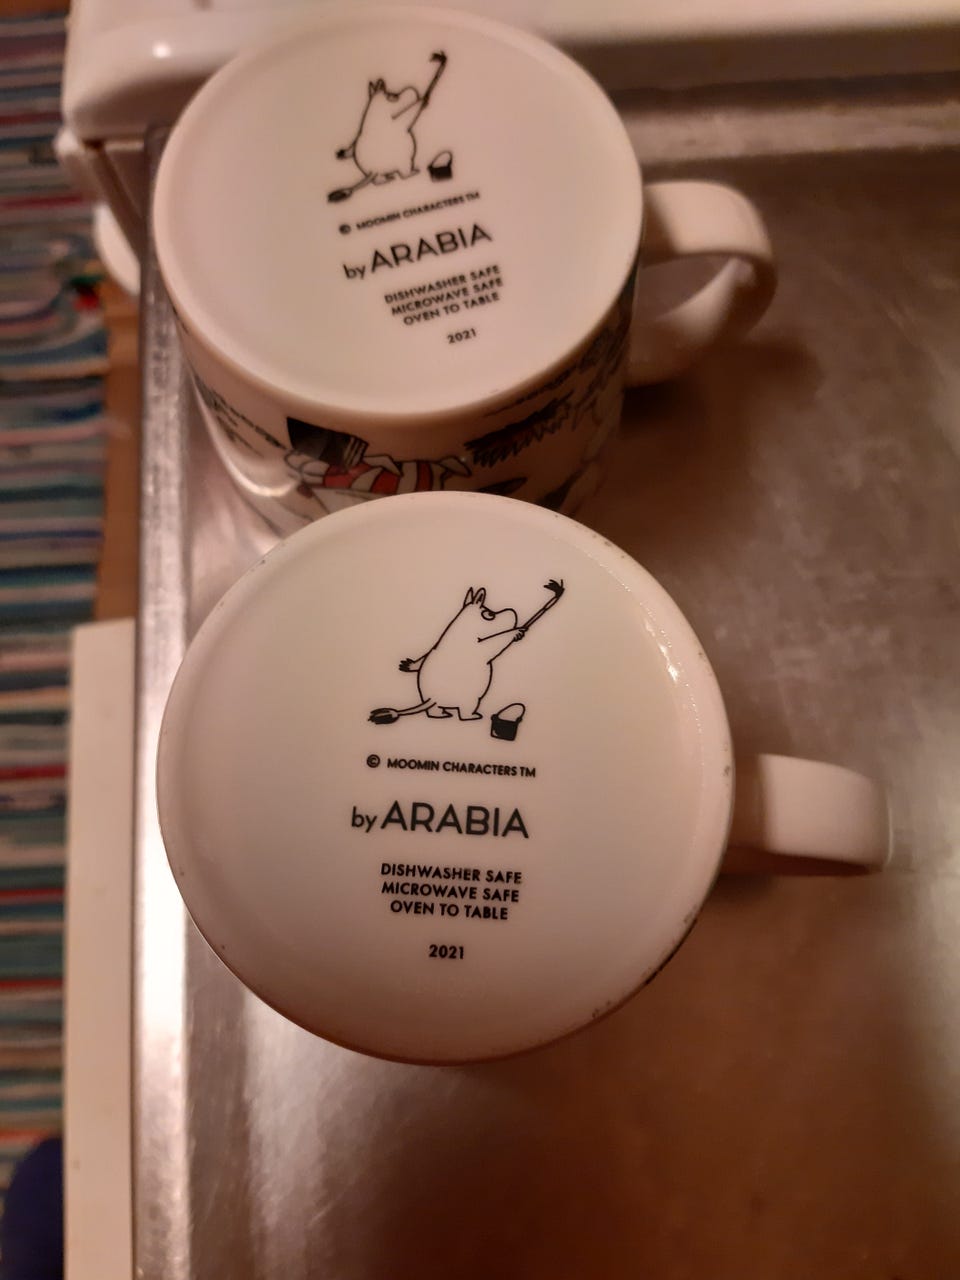 © MOOMIN CHARACTERS TM
by ARABIA
DISHWASHER SAFE
MICROWAVE SAFE
OVEN TO TABLE
2021
© MOOMIN CHARACTERS TM
by ARABIA
DISHWASHER SAFE
MICROWAVE SAFE
OVEN TO TABLE
2021